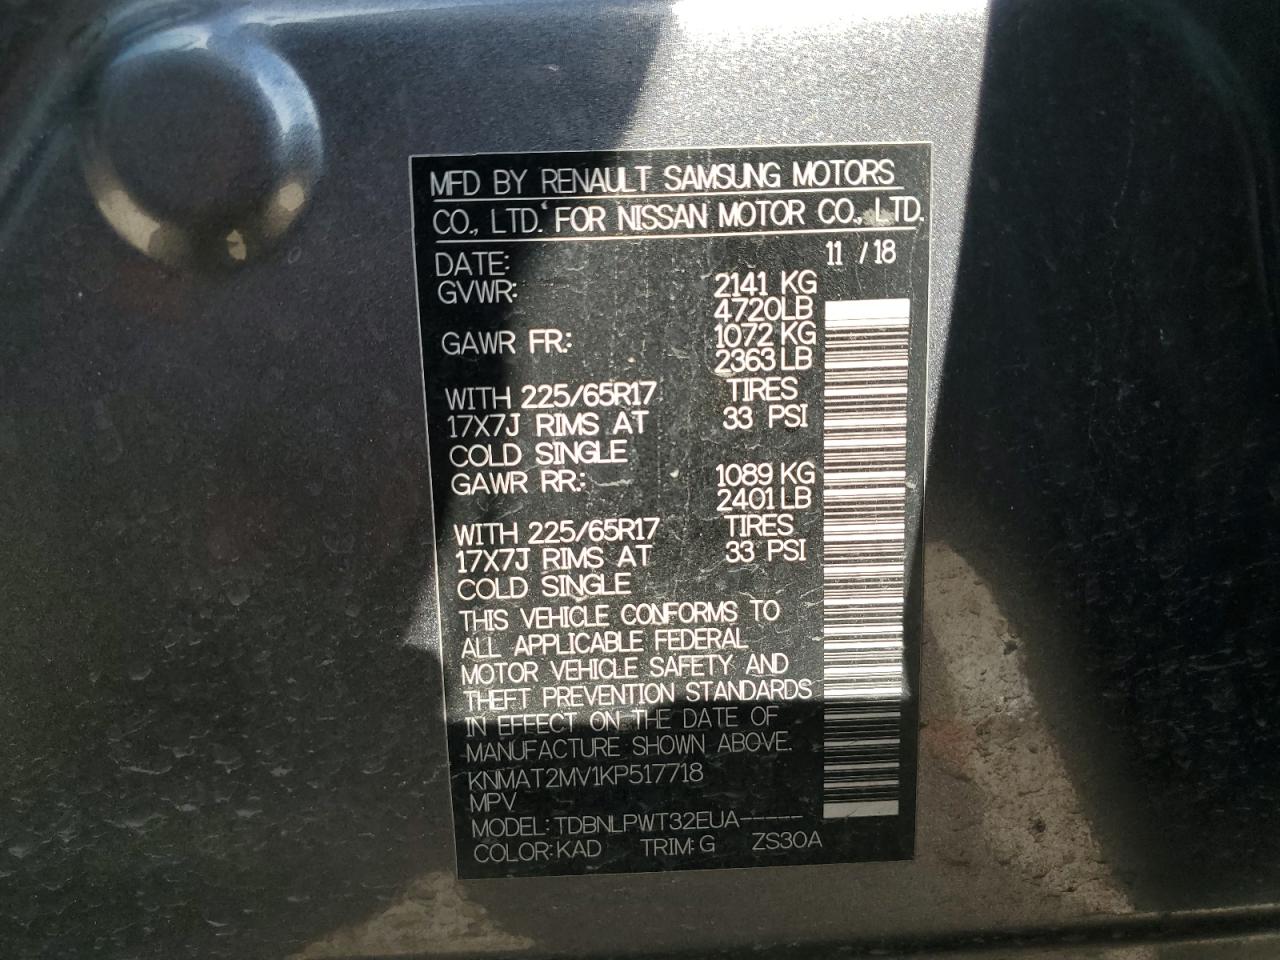 MFD BY RENAULT SAMSUNG MOTORS
CO., LTD. FOR NISSAN MOTOR CO., LTD.
DATE: 11 /18
GVWR: 2141 KG
4720LB
GAWR FR: 1072 KG
2363 LB
WITH 225/65R17 TIRES
17X7J RIMS AT 33 PSI
COLD SINGLE
GAWR RR: 1089 KG
2401 LB
WITH 225/65R17 TIRES
17X7J RIMS AT 33 PSI
COLD SINGLE
THIS VEHICLE CONFORMS TO
ALL APPLICABLE FEDERAL
MOTOR VEHICLE SAFETY AND
THEFT PREVENTION STANDARDS
IN EFFECT ON THE DATE OF
MANUFACTURE SHOWN ABOVE.
KNMAT2MV1KP517718
MPV
MODEL: TDBNLPWT32EUA-----
COLOR: KAD TRIM: G ZS30A